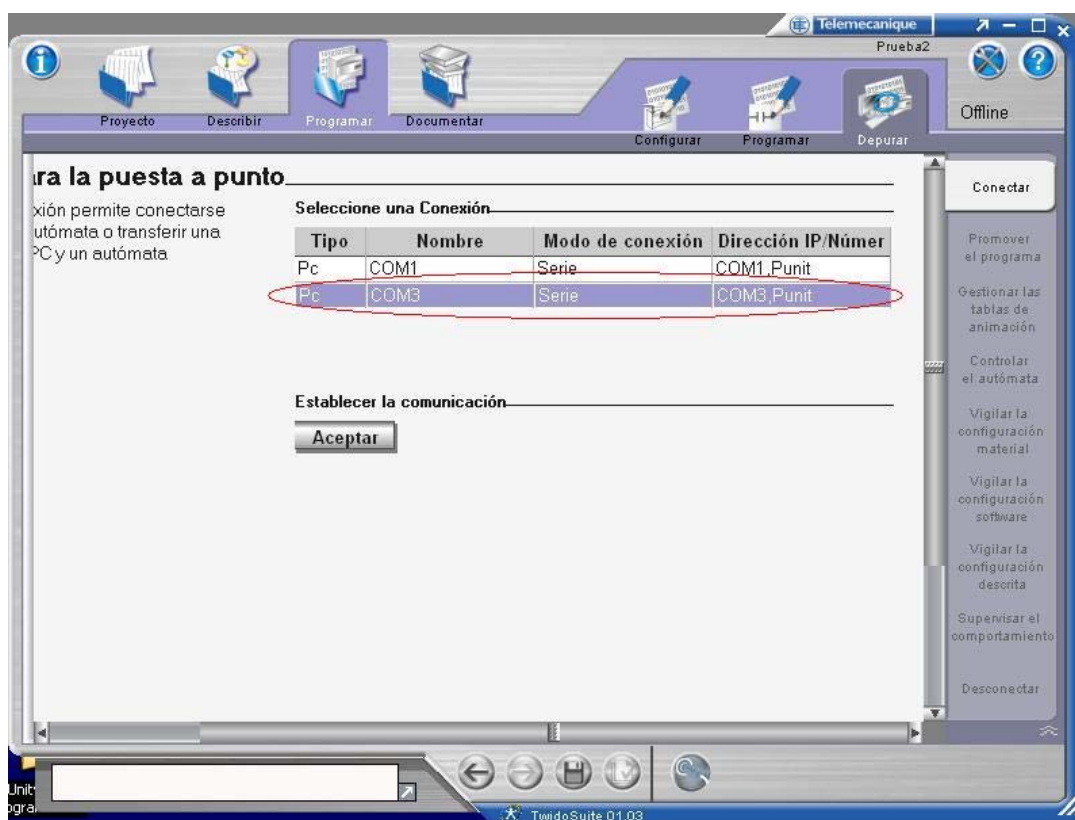 Telemecanique
Prueba2
Proyecto
Describir
Programar
Documentar
Configurar
Programar
Depurar
Offline
ra la puesta a punto
xión permite conectarse
utómata o transferir una
PC y un autómata
Seleccione una Conexión
Tipo Nombre Modo de conexión Dirección IP/Númer
Pc COM1 Serie COM1,Punit
Pc COM3 Serie COM3,Punit
Establecer la comunicación
Aceptar
Conectar
Promover
el programa
Gestionar las
tablas de
animación
Controlar
el autómata
Vigilar la
configuración
material
Vigilar la
configuración
software
Vigilar la
configuración
descrita
Supervisar el
comportamiento
Desconectar
Unit
ogra
TwidoSuite 01.03